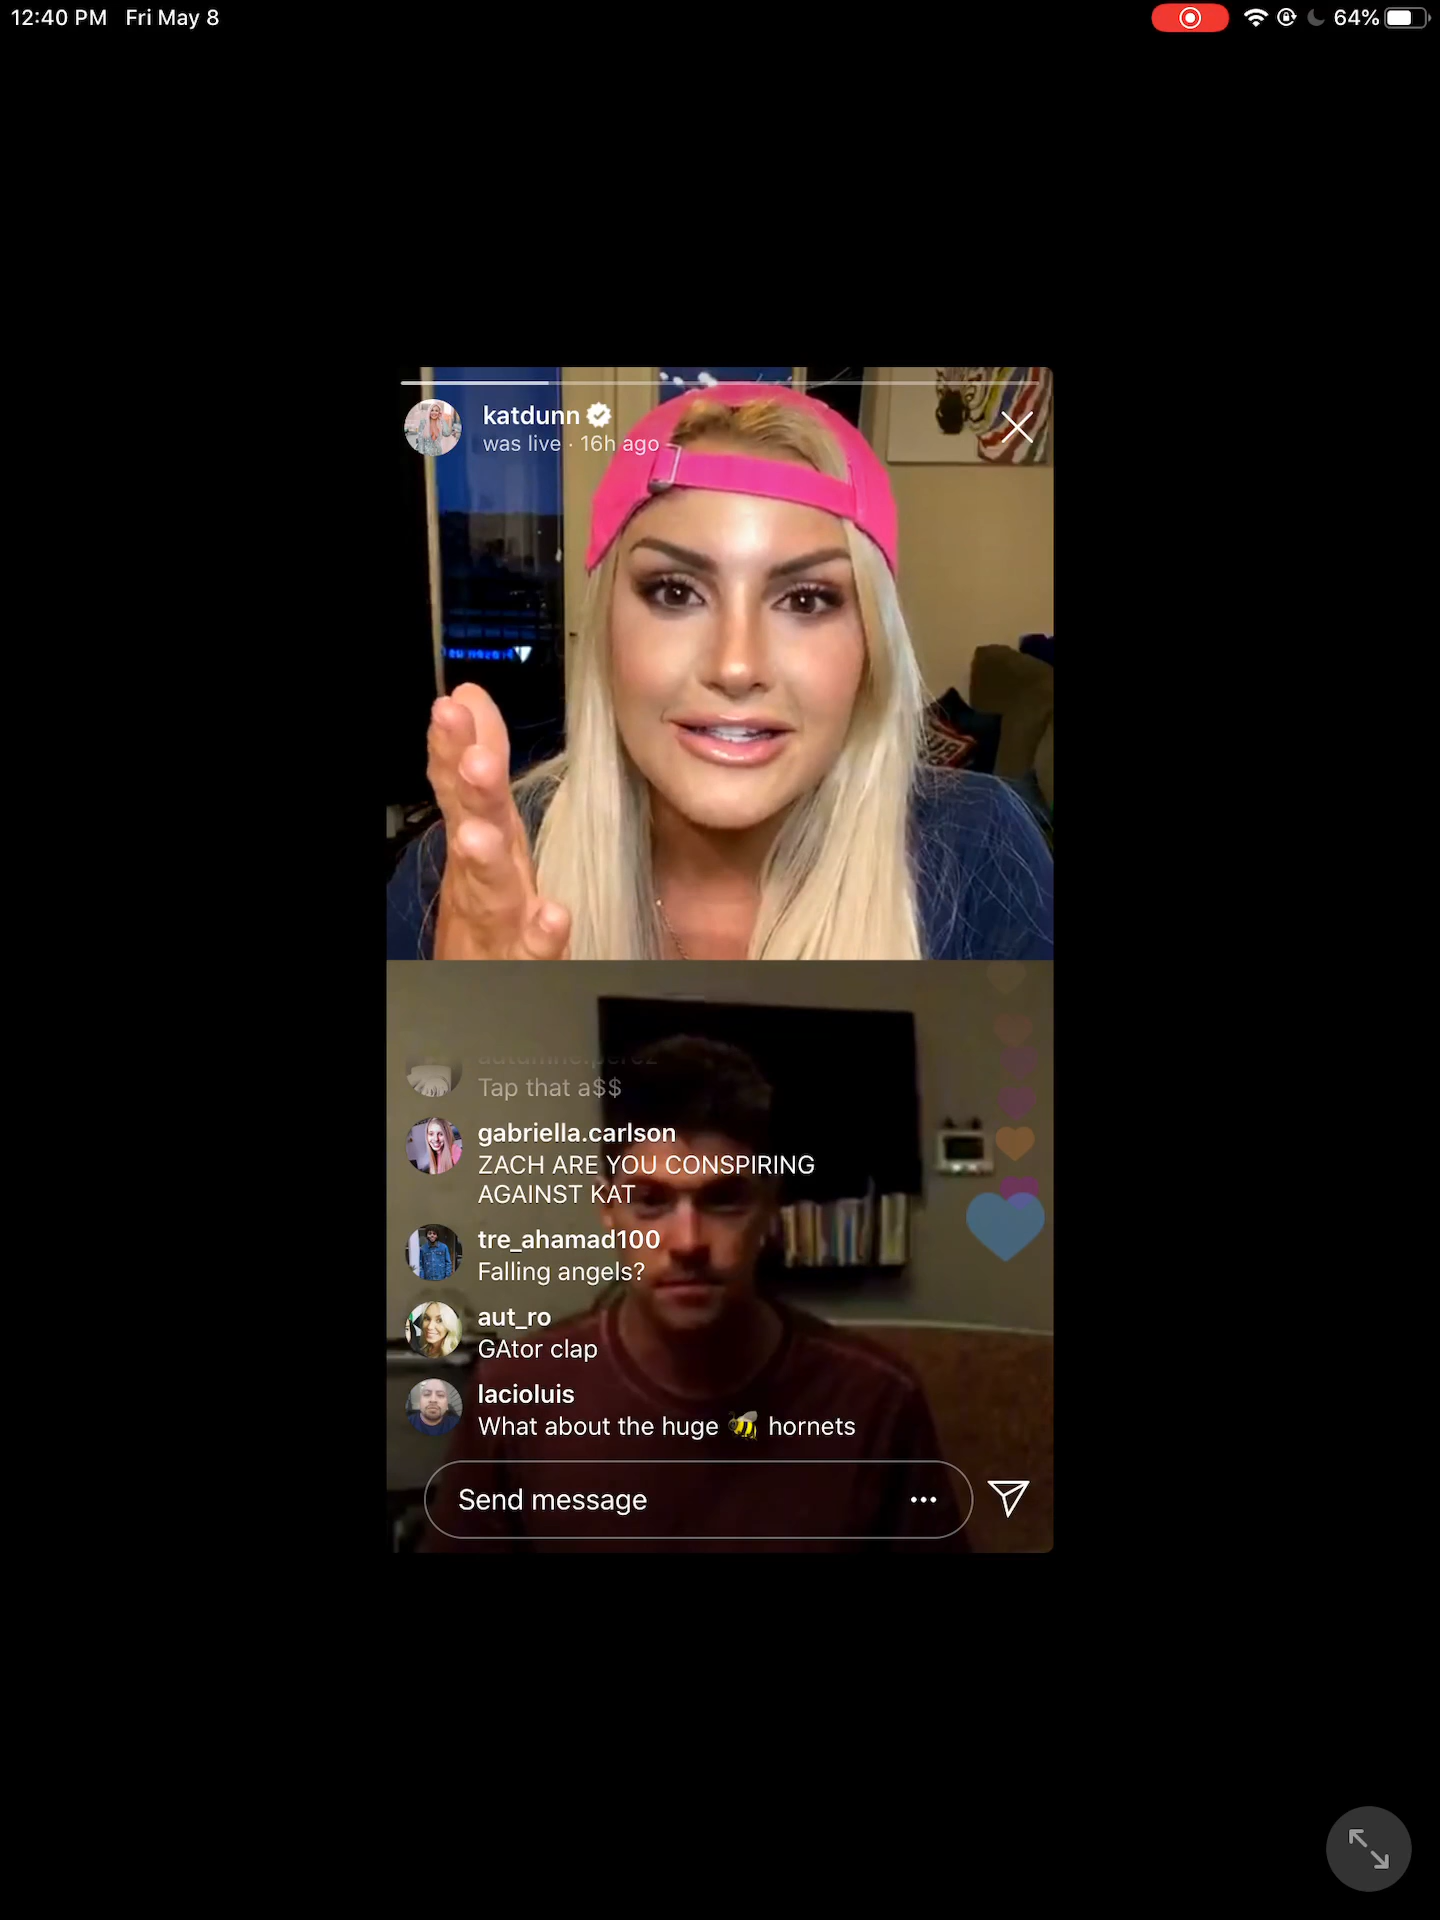 12:40 PM Fri May 8
64%
katdunn
was live · 16h ago
Tap that a$$
gabriella.carlson
ZACH ARE YOU CONSPIRING
AGAINST KAT
tre_ahamad100
Falling angels?
aut_ro
GAtor clap
lacioluis
What about the huge 🐝 hornets
Send message